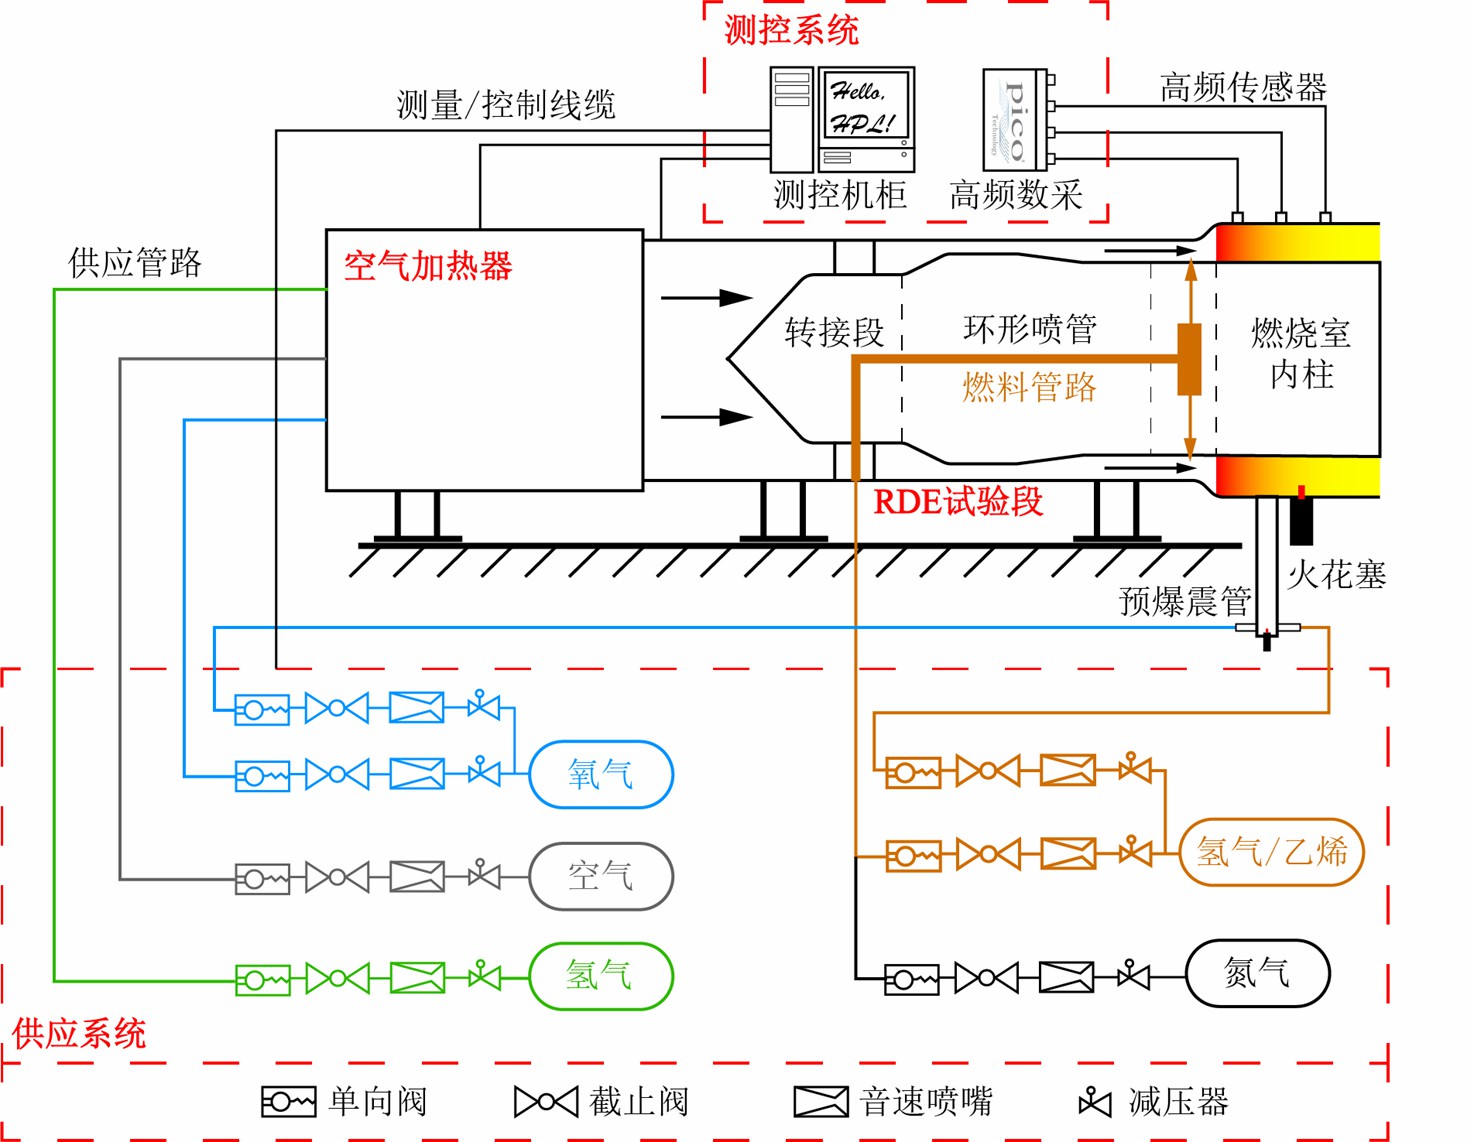 测控系统
测量/控制线缆
Hello,
HPL!
pico
Technology
高频传感器
测控机柜
高频数采
供应管路
空气加热器
转接段
环形喷管
燃料管路
燃烧室
内柱
RDE试验段
火花塞
预爆震管
氧气
空气
氢气
氢气/乙烯
氮气
供应系统
单向阀
截止阀
音速喷嘴
减压器